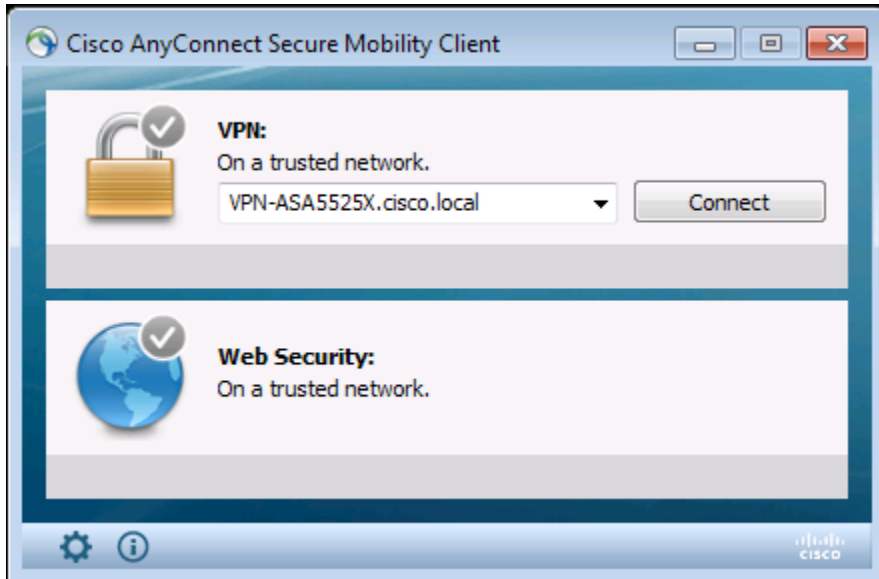 Cisco AnyConnect Secure Mobility Client
VPN:
On a trusted network.
VPN-ASA5525X.cisco.local
Connect
Web Security:
On a trusted network.
CISCO